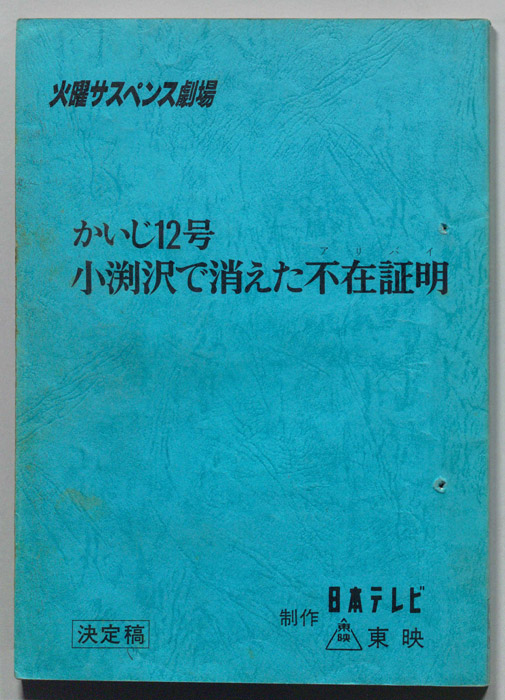 火曜サスペンス劇場
かいじ12号
アリバイ
小渕沢で消えた不在証明
日本テレビ
制作
東映
東映
決定稿